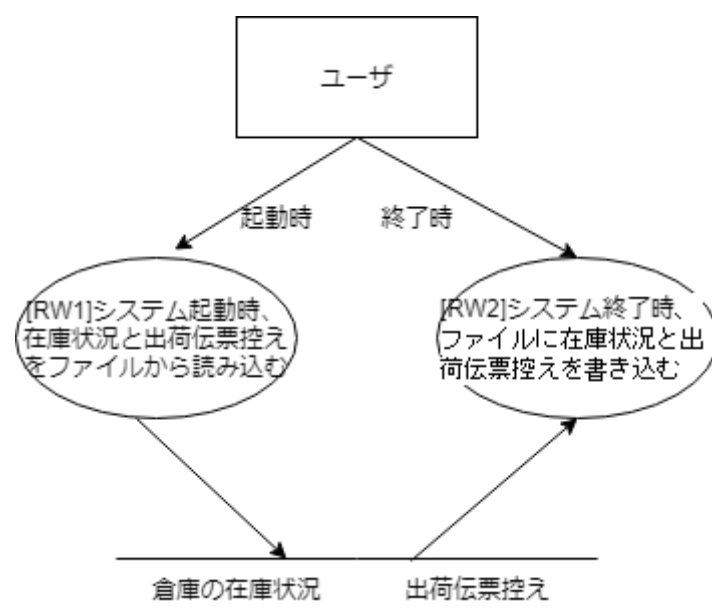 ユーザ
起動時
終了時
[RW1]システム起動時、
在庫状況と出荷伝票控え
をファイルから読み込む
[RW2]システム終了時、
ファイルに在庫状況と出
荷伝票控えを書き込む
倉庫の在庫状況
出荷伝票控え